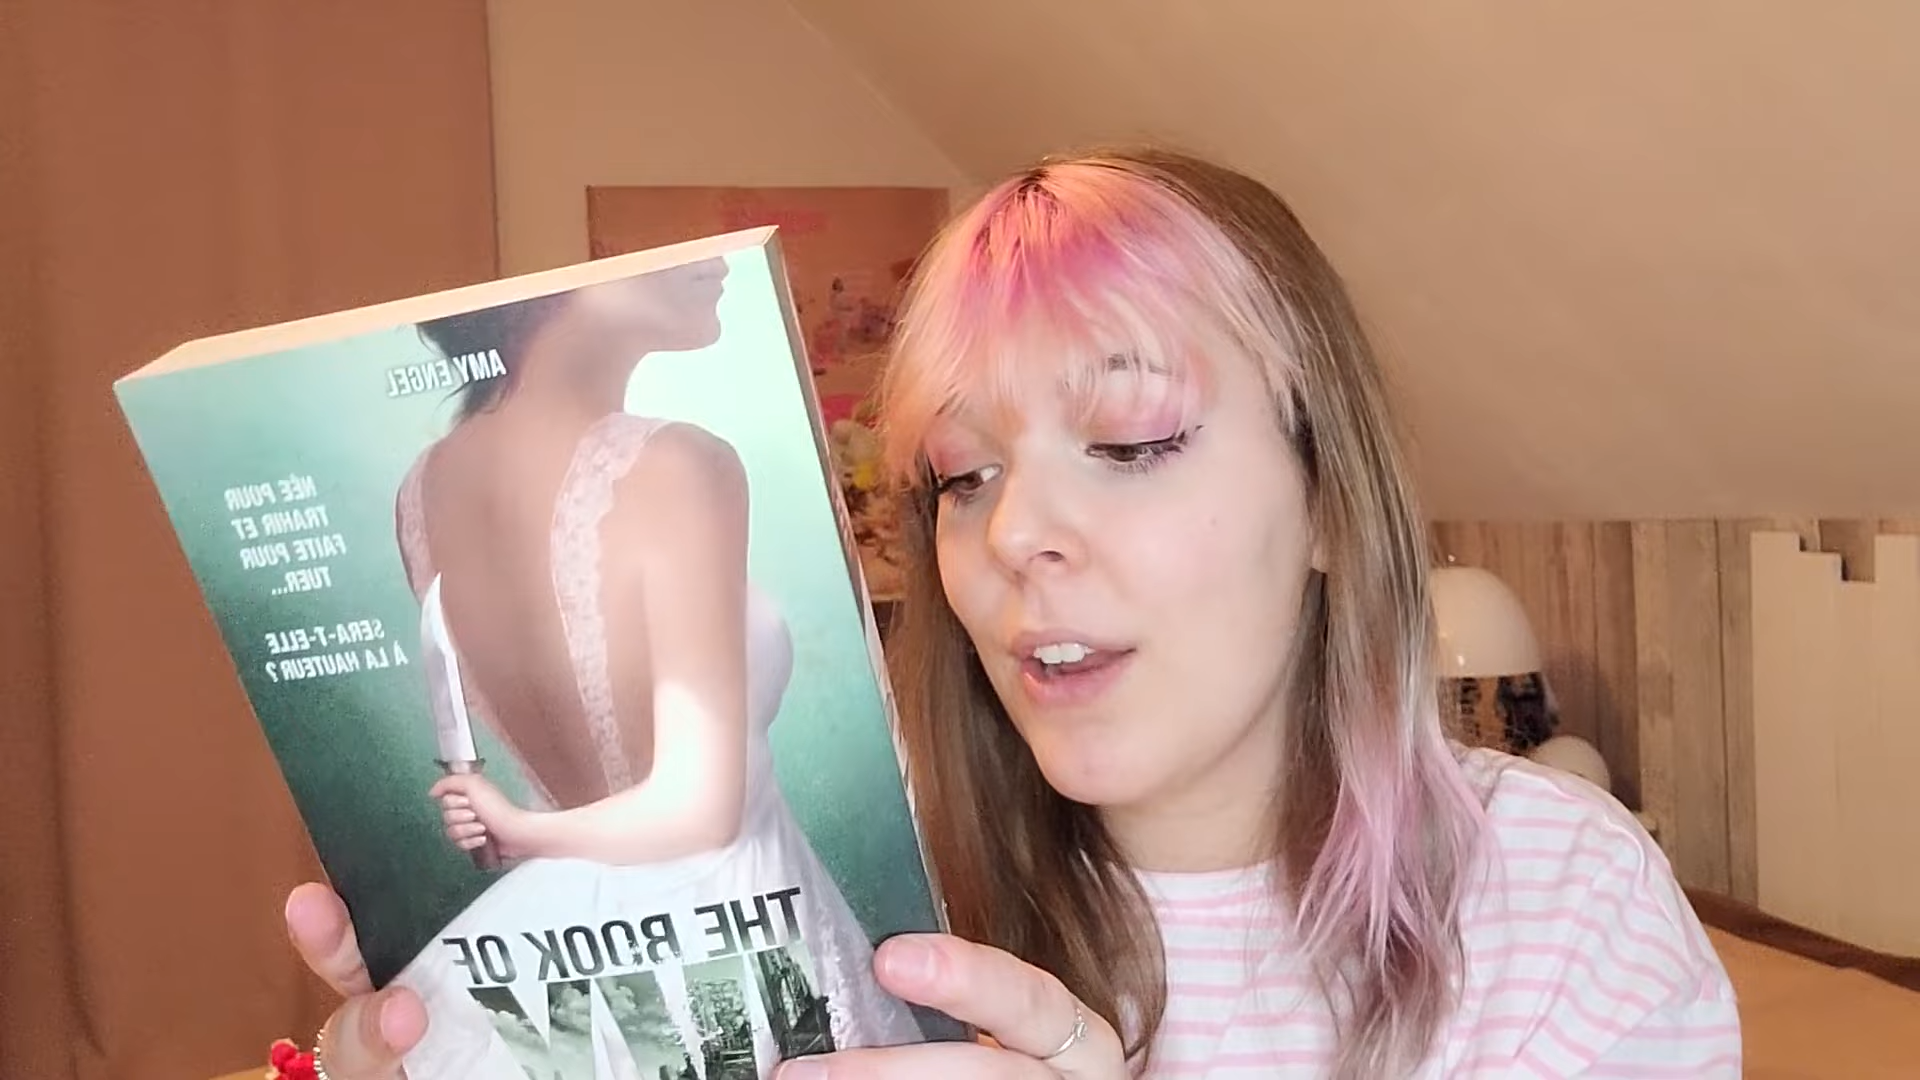 AMY ENGEL
NÉE POUR
TRAHIR ET
FAITE POUR
TUER...
SERA-T-ELLE
À LA HAUTEUR ?
THE BOOK OF